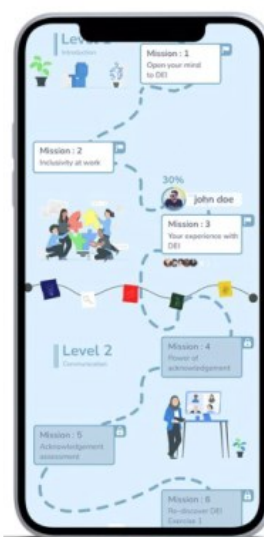 Level
Introduction
Mission : 1
Open your mind
to DEI
Mission : 2
Inclusivity at work
30%
john doe
Mission : 3
Your experience with
DEI
Level 2
Communication
Mission : 4
Power of
acknowledgement
Mission : 5
Acknowledgement
assessment
Mission : 6
Re-discover DEI
Exercise 1